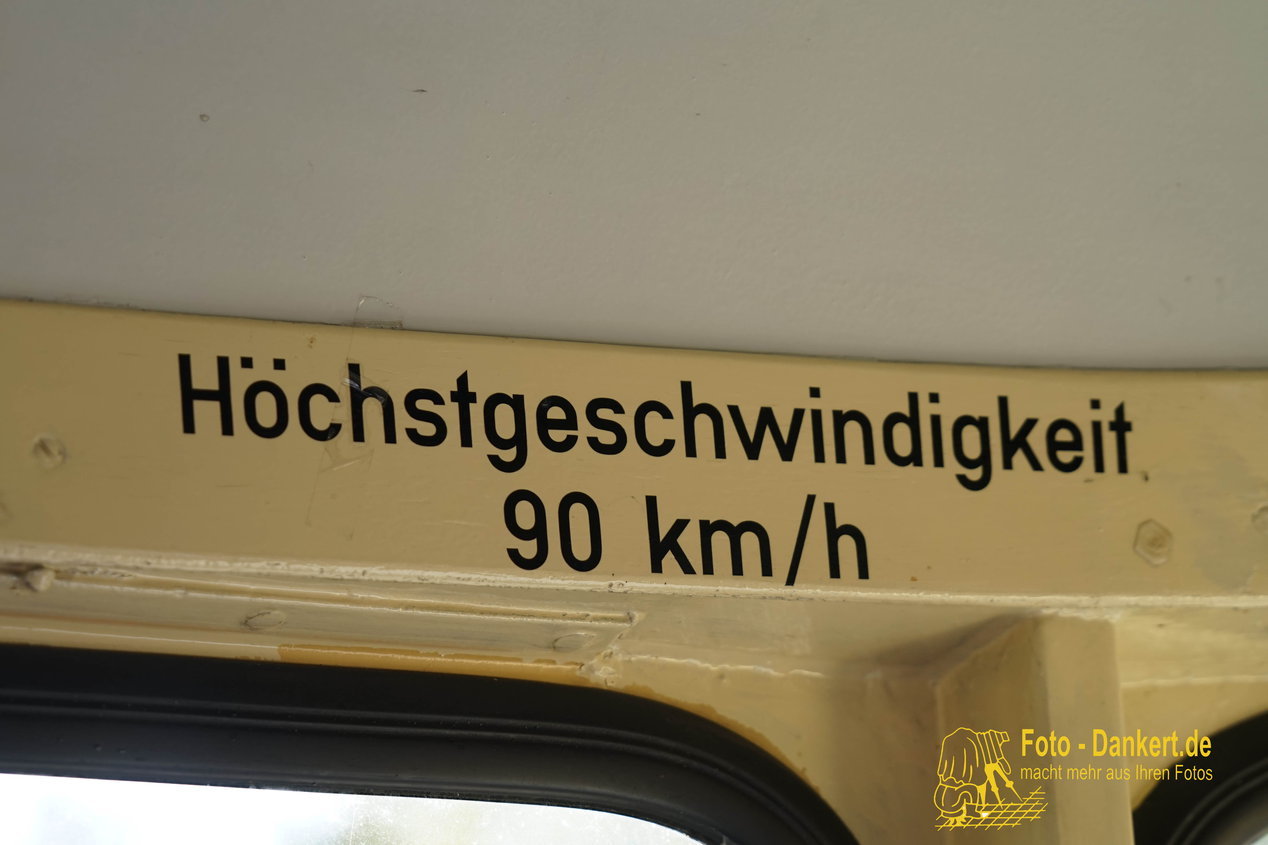 Höchstgeschwindigkeit
90 km/h
Foto - Dankert.de
macht mehr aus Ihren Fotos